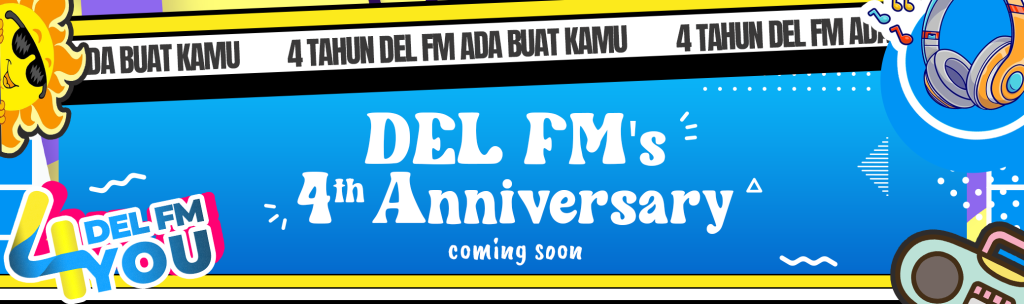 DA BUAT KAMU 4 TAHUN DEL FM ADA BUAT KAMU 4 TAHUN DEL FM ADA
DEL FM's
4th Anniversary
coming soon
4 DEL FM
YOU